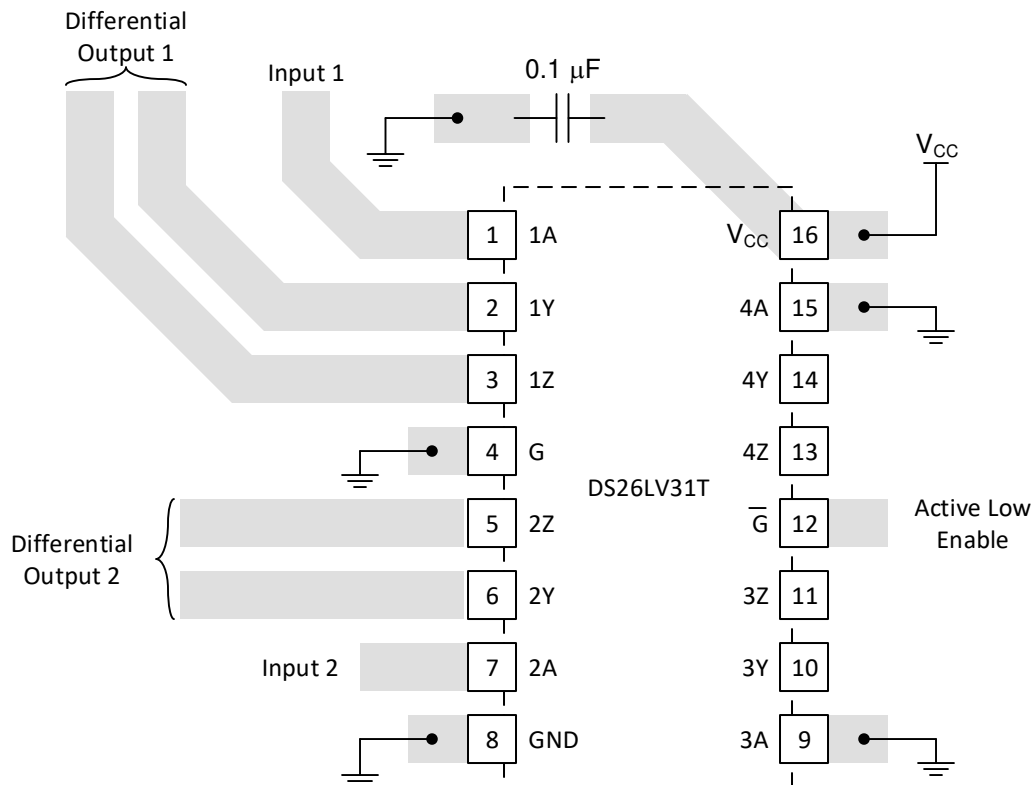 Differential
Output 1
Input 1
0.1 μF
VCC
1 1A
VCC 16
2 1Y
4A 15
3 1Z
4Y 14
4 G
4Z 13
DS26LV31T
5 2Z
G̅ 12
Active Low
Enable
Differential
Output 2
6 2Y
3Z 11
Input 2
7 2A
3Y 10
8 GND
3A 9